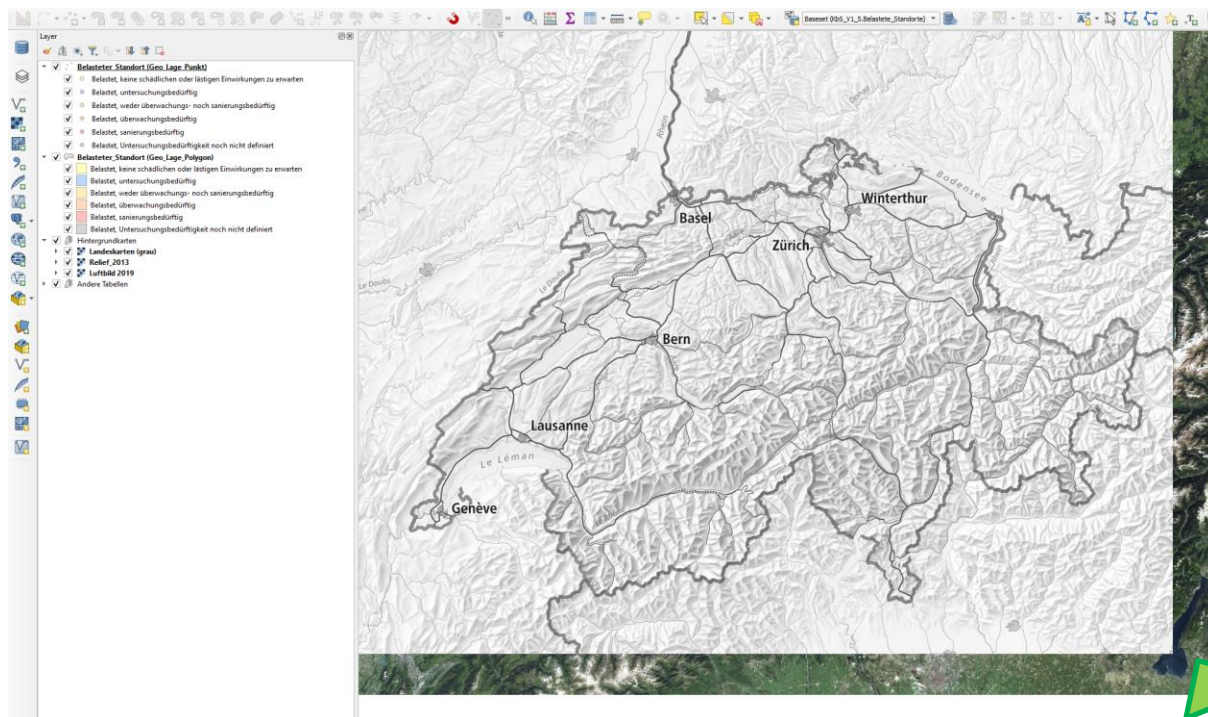 Baseset (KbS_V1_5.Belastete_Standorte)
Layer
Belasteter_Standort (Geo_Lage_Punkt)
Belastet, keine schädlichen oder lästigen Einwirkungen zu erwarten
Belastet, untersuchungsbedürftig
Belastet, weder überwachungs- noch sanierungsbedürftig
Belastet, überwachungsbedürftig
Belastet, sanierungsbedürftig
Belastet, Untersuchungsbedürftigkeit noch nicht definiert
Belasteter_Standort (Geo_Lage_Polygon)
Belastet, keine schädlichen oder lästigen Einwirkungen zu erwarten
Belastet, untersuchungsbedürftig
Belastet, weder überwachungs- noch sanierungsbedürftig
Belastet, überwachungsbedürftig
Belastet, sanierungsbedürftig
Belastet, Untersuchungsbedürftigkeit noch nicht definiert
Hintergrundkarten
Landeskarten (grau)
Relief_2013
Luftbild 2019
Andere Tabellen
Donau
Rhein
Bodensee
Winterthur
Basel
Zürich
Le Doubs
Le Doubs
Bern
Lausanne
Le Léman
Genève